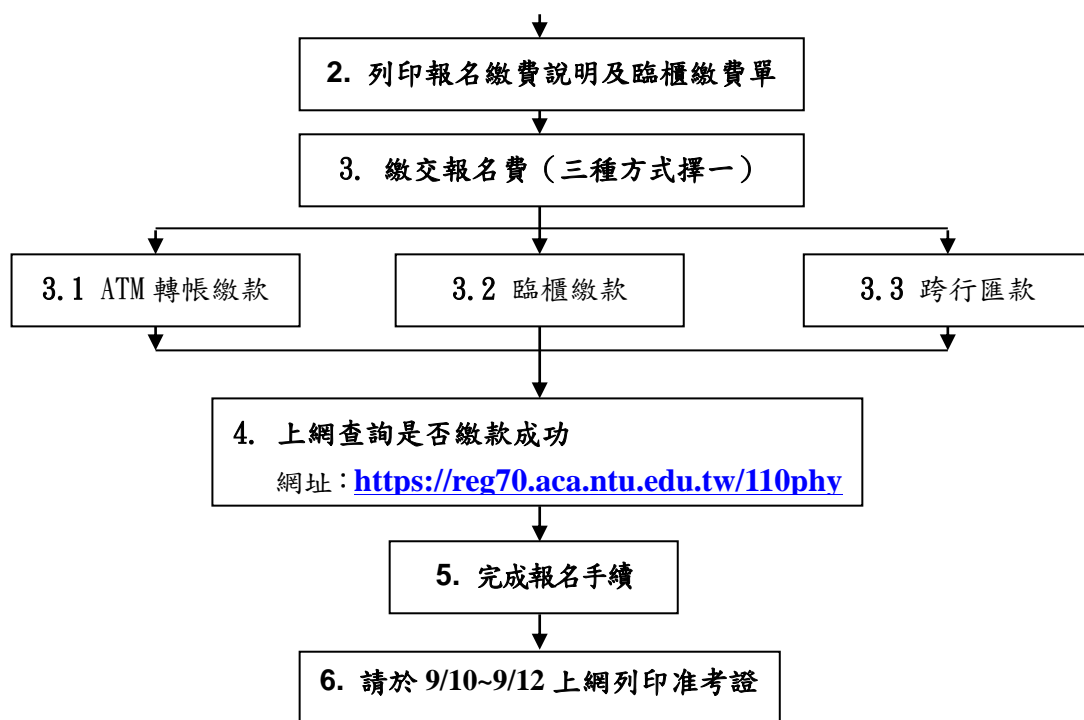 2. 列印報名繳費說明及臨櫃繳費單
3. 繳交報名費（三種方式擇一）
3.1 ATM 轉帳繳款
3.2 臨櫃繳款
3.3 跨行匯款
4. 上網查詢是否繳款成功
網址：https://reg70.aca.ntu.edu.tw/110phy
5. 完成報名手續
6. 請於 9/10~9/12 上網列印准考證